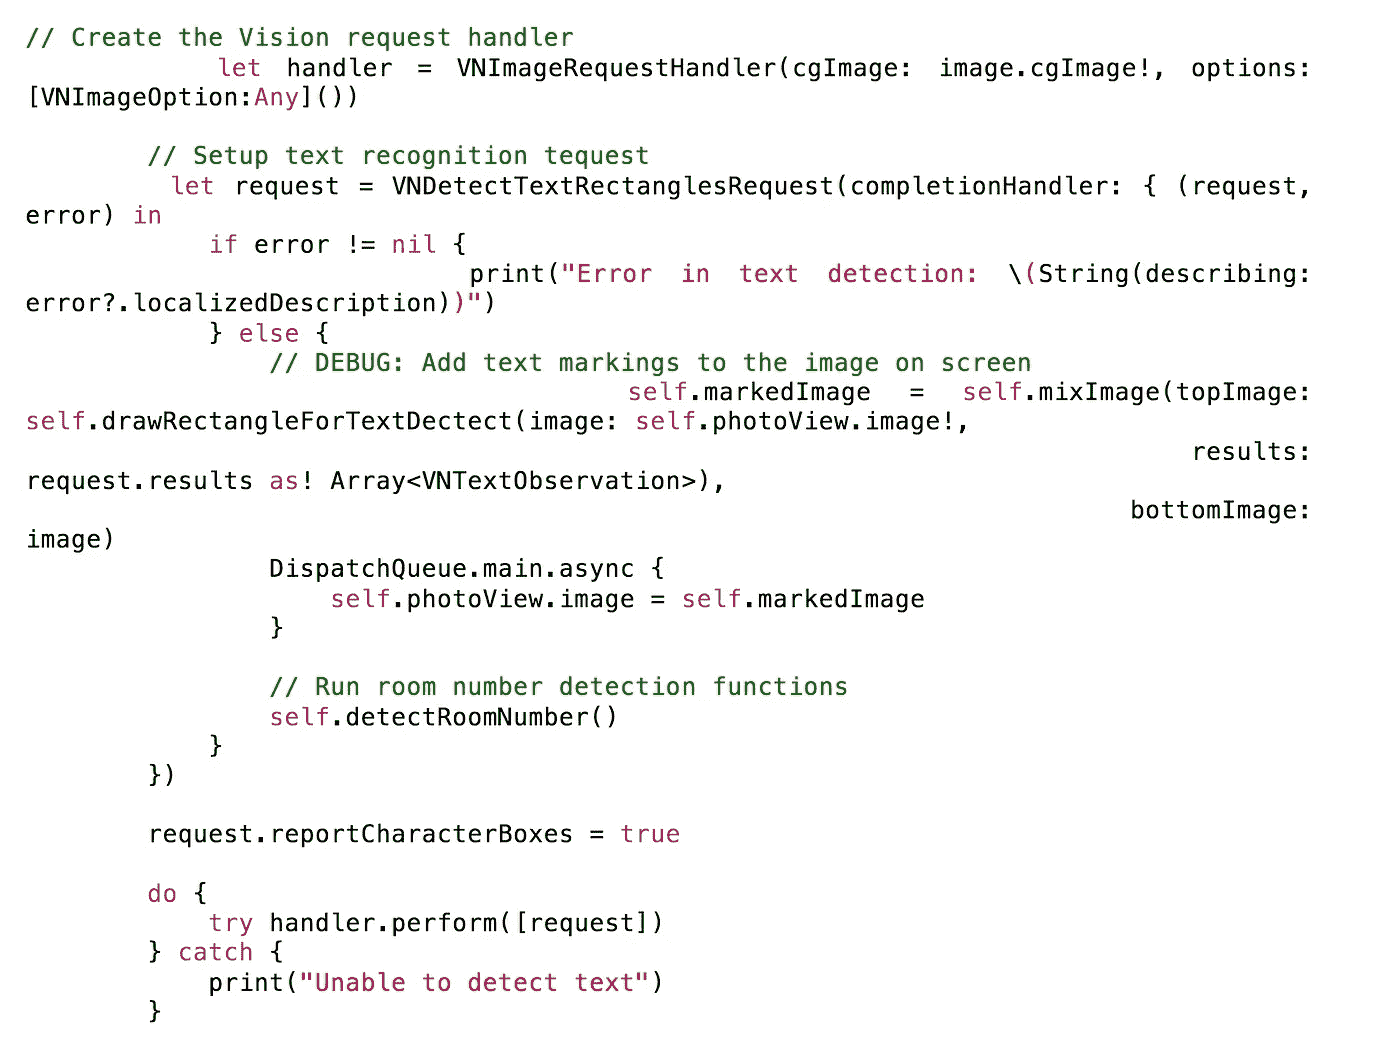 // Create the Vision request handler
let handler = VNImageRequestHandler(cgImage: image.cgImage!, options:
[VNImageOption:Any]())
// Setup text recognition tequest
let request = VNDetectTextRectanglesRequest(completionHandler: { (request,
error) in
if error != nil {
print("Error in text detection: \(String(describing:
error?.localizedDescription))")
} else {
// DEBUG: Add text markings to the image on screen
self.markedImage = self.mixImage(topImage:
self.drawRectangleForTextDectect(image: self.photoView.image!,
results:
request.results as! Array<VNTextObservation>),
bottomImage:
image)
DispatchQueue.main.async {
self.photoView.image = self.markedImage
}
// Run room number detection functions
self.detectRoomNumber()
}
})
request.reportCharacterBoxes = true
do {
try handler.perform([request])
} catch {
print("Unable to detect text")
}